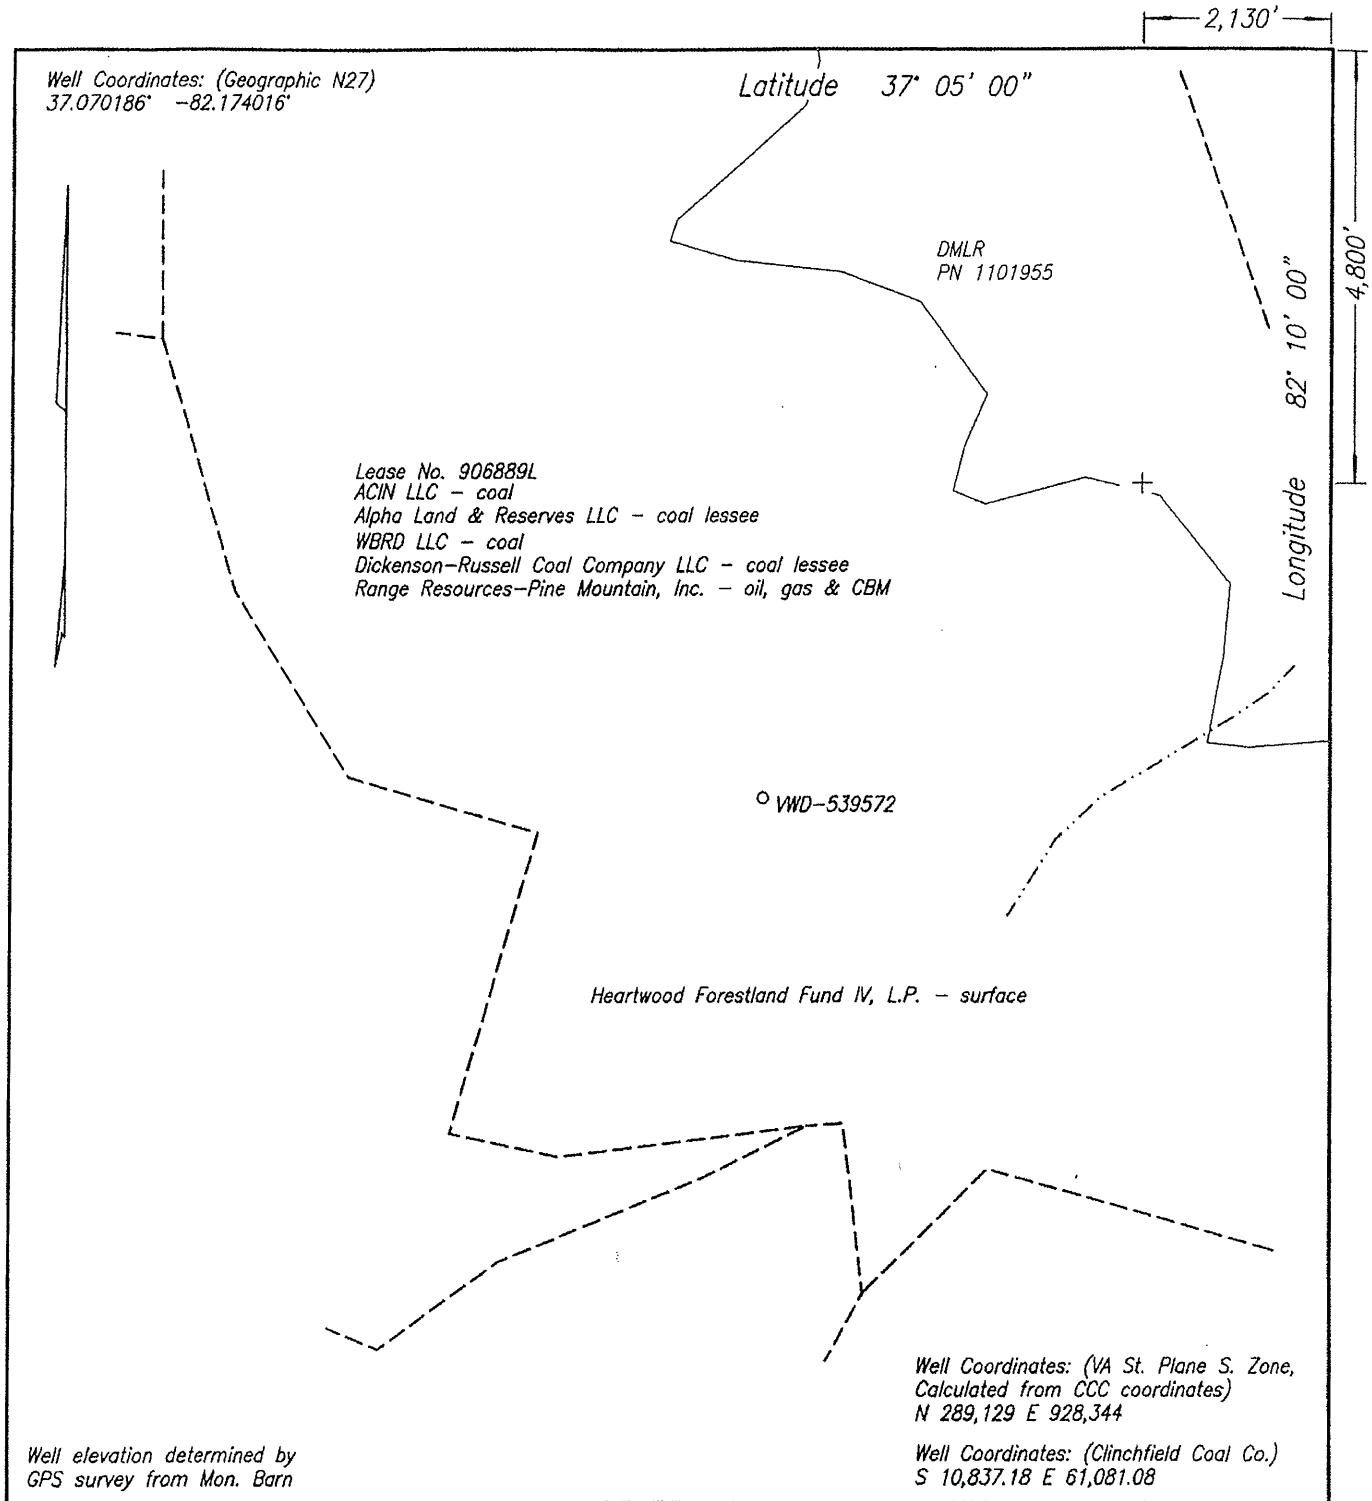 2,130'
Well Coordinates: (Geographic N27)
37.070186° -82.174016°
Latitude 37° 05' 00"
4,800'
Longitude 82° 10' 00"
DMLR
PN 1101955
Lease No. 906889L
ACIN LLC - coal
Alpha Land & Reserves LLC - coal lessee
WBRD LLC - coal
Dickenson-Russell Coal Company LLC - coal lessee
Range Resources-Pine Mountain, Inc. - oil, gas & CBM
VWD-539572
Heartwood Forestland Fund IV, L.P. - surface
Well Coordinates: (VA St. Plane S. Zone,
Calculated from CCC coordinates)
N 289,129 E 928,344
Well Coordinates: (Clinchfield Coal Co.)
S 10,837.18 E 61,081.08
Well elevation determined by
GPS survey from Mon. Barn